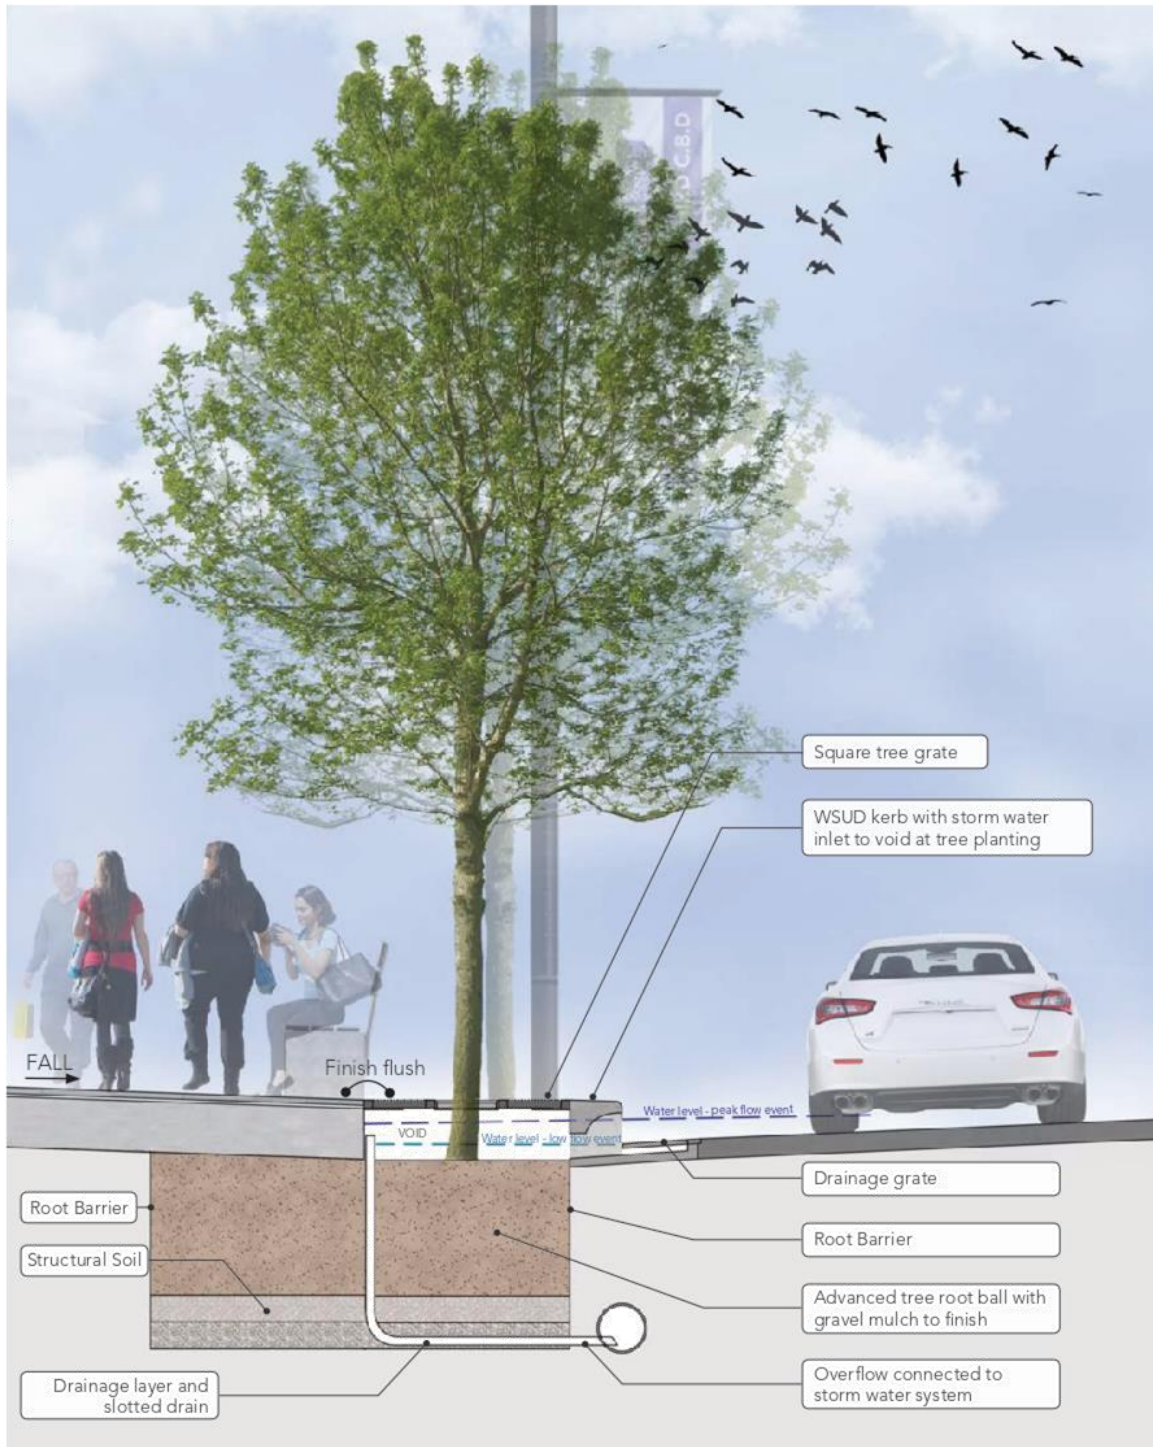 C.B.D
Square tree grate
WSUD kerb with storm water
inlet to void at tree planting
FALL
Finish flush
Water level - peak flow event
VOID
Water level - low flow event
Drainage grate
Root Barrier
Root Barrier
Structural Soil
Advanced tree root ball with
gravel mulch to finish
Drainage layer and
slotted drain
Overflow connected to
storm water system